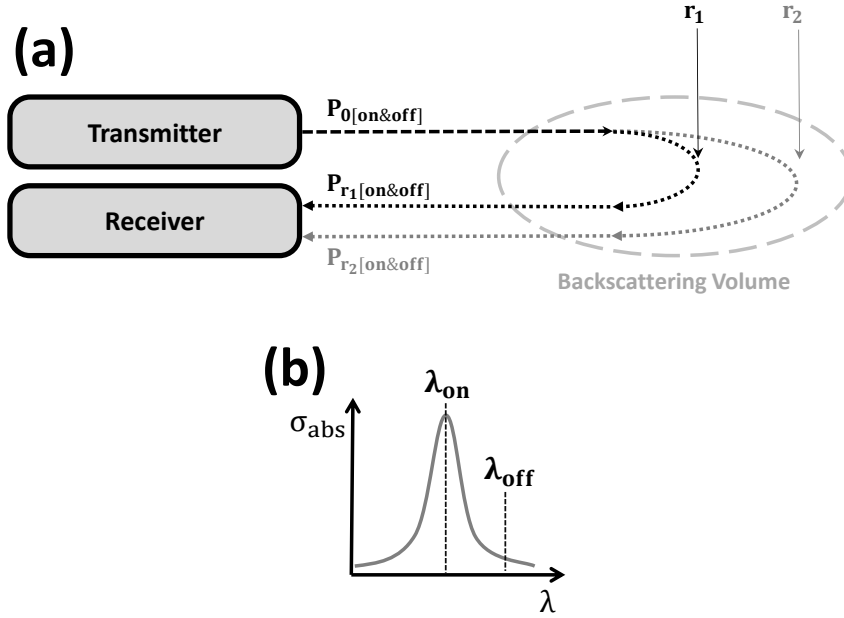 (a)
r₁ r₂
P₀[on&off]
Transmitter
Pr₁[on&off]
Receiver
Pr₂[on&off]
Backscattering Volume
(b)
λon
σabs
λoff
λ